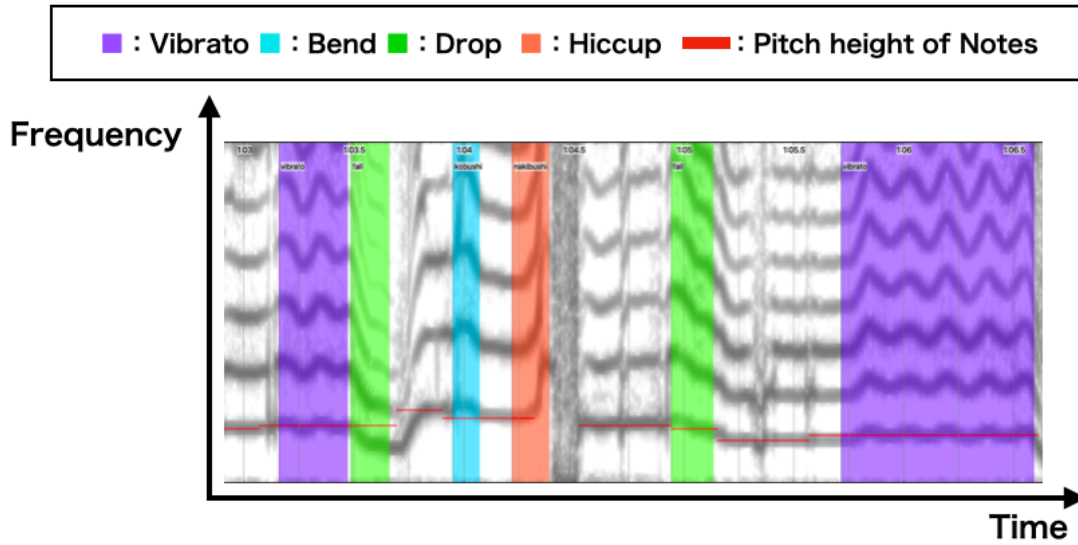 : Vibrato : Bend : Drop : Hiccup : Pitch height of Notes
Frequency
1:03 1:03.5 1:04 1:04.5 1:05 1:05.5 1:06 1:06.5
vibrato fall kobushi nakibushi fall vibrato
Time